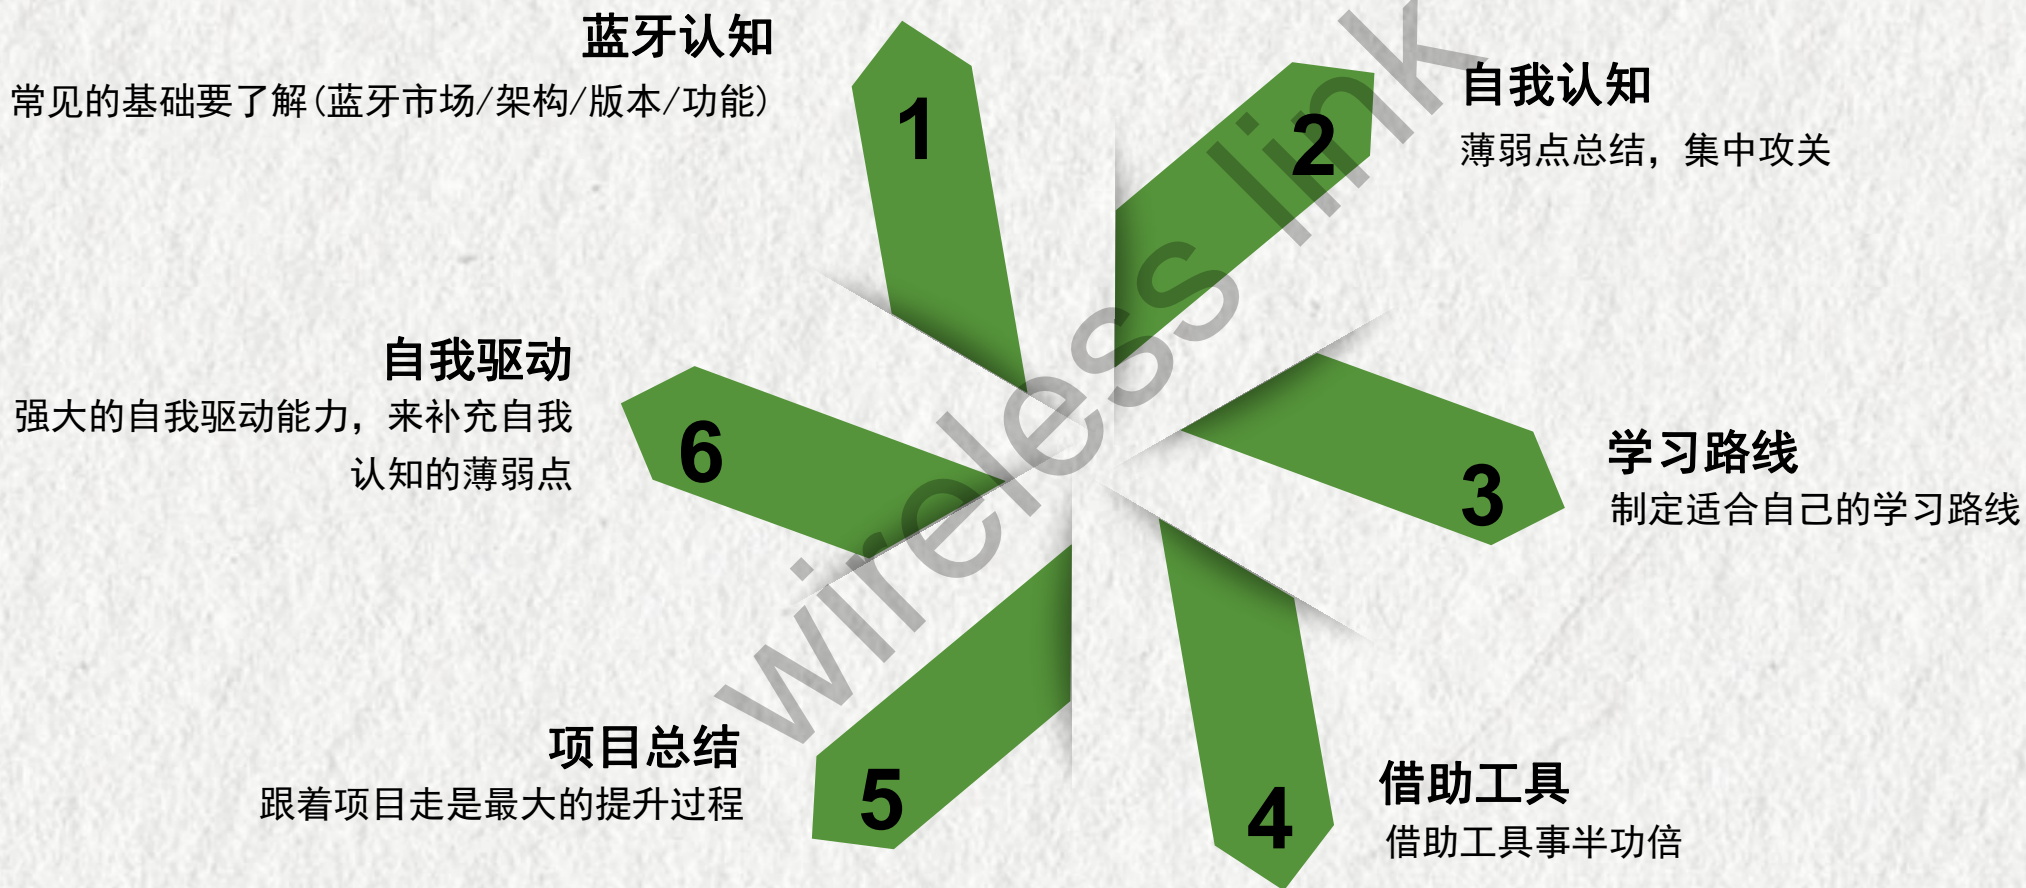 蓝牙认知
常见的基础要了解(蓝牙市场/架构/版本/功能)
1
2
自我认知
薄弱点总结，集中攻关
3
学习路线
制定适合自己的学习路线
4
借助工具
借助工具事半功倍
5
项目总结
跟着项目走是最大的提升过程
6
自我驱动
强大的自我驱动能力，来补充自我
认知的薄弱点
wireless link